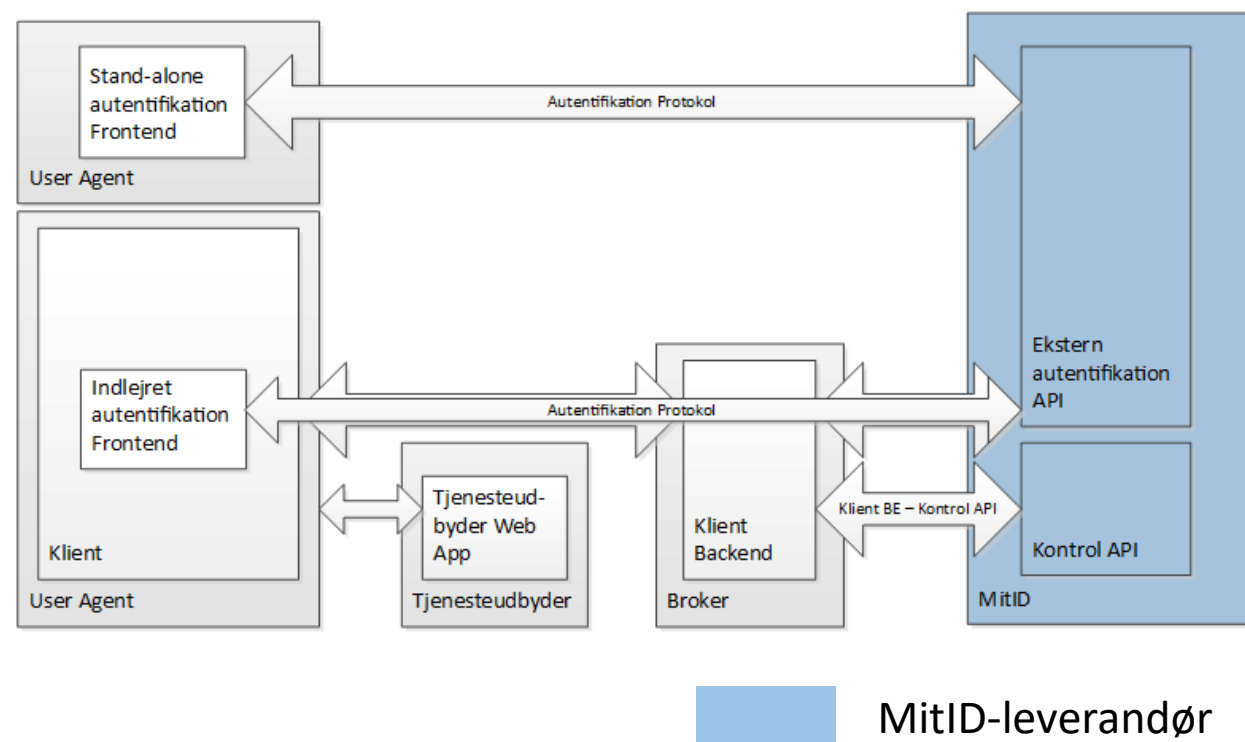 Stand-alone
autentifikation
Frontend
User Agent
Autentifikation Protokol
Indlejret
autentifikation
Frontend
Klient
User Agent
Autentifikation Protokol
Tjenesteud-
byder Web
App
Tjenesteudbyder
Klient
Backend
Broker
Klient BE – Kontrol API
Ekstern
autentifikation
API
Kontrol API
MitID
MitID-leverandør